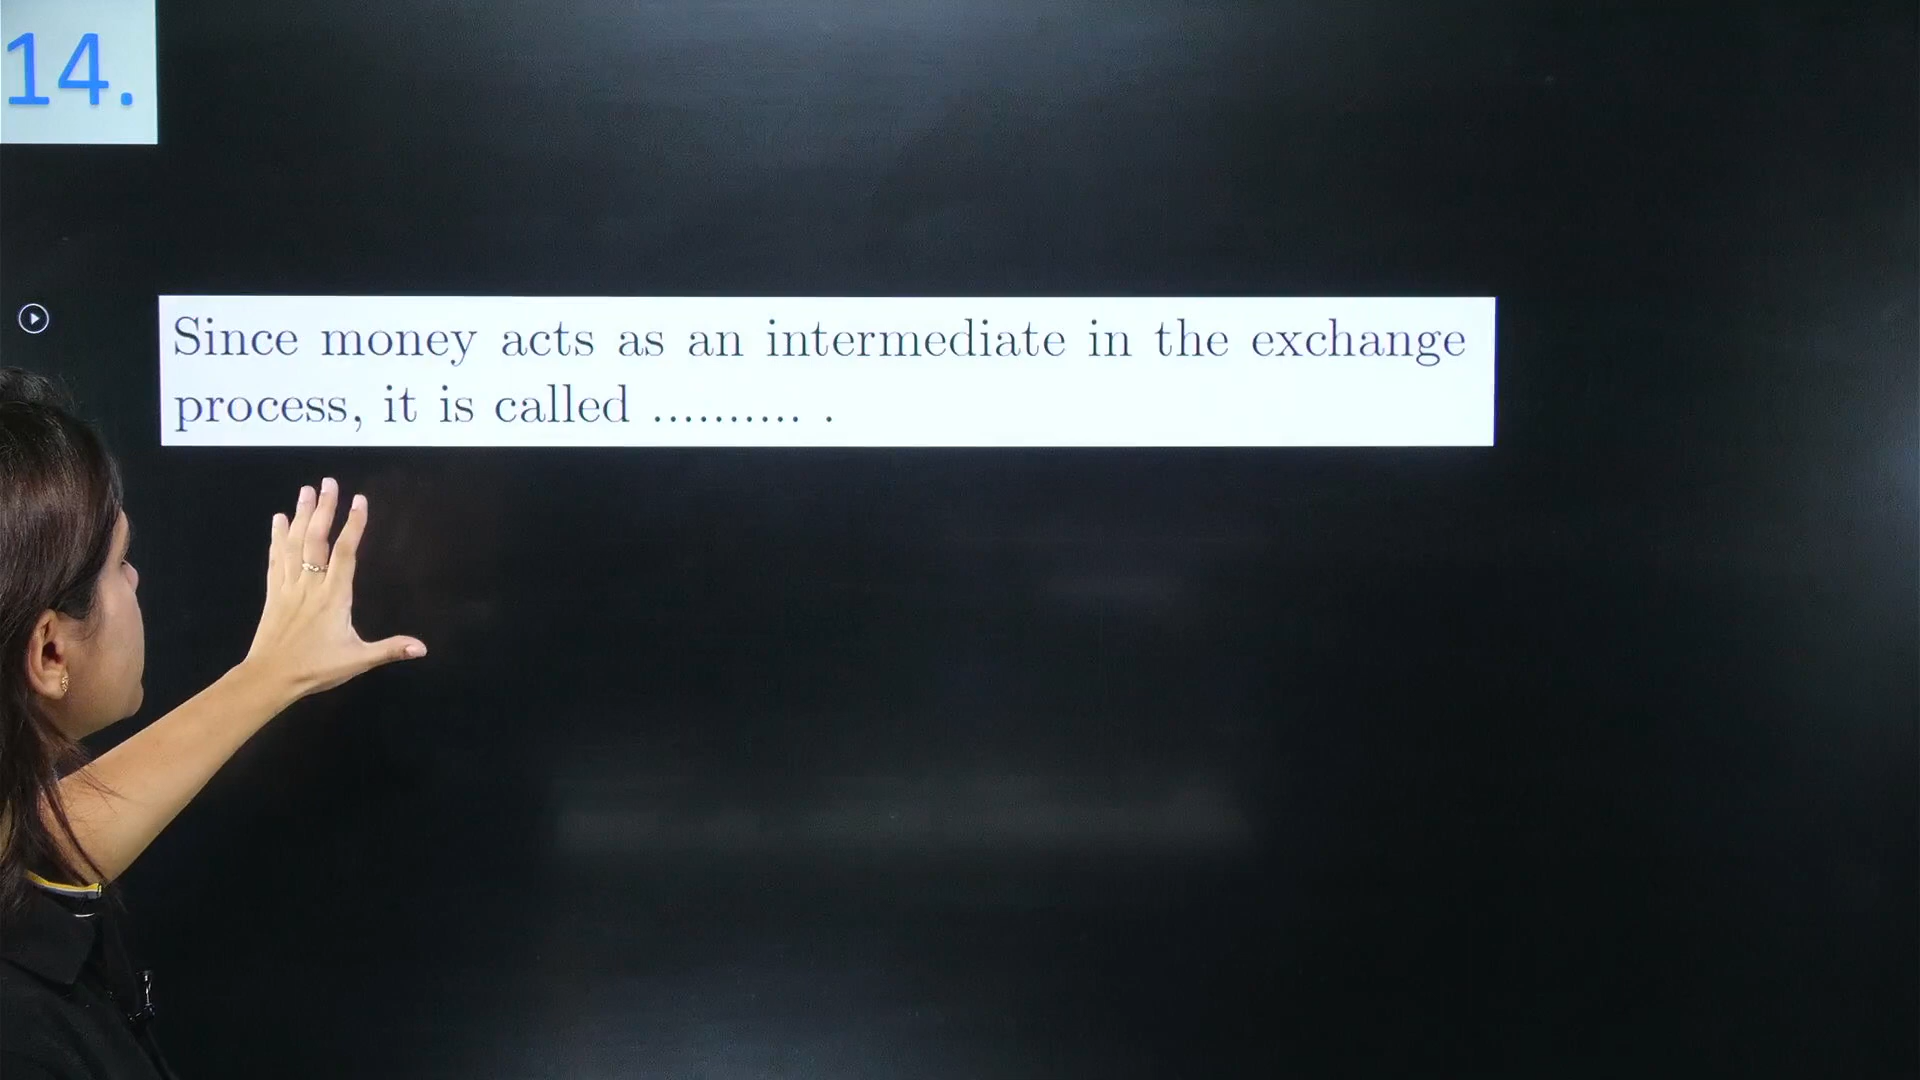 14.
Since money acts as an intermediate in the exchange
process, it is called .......... .